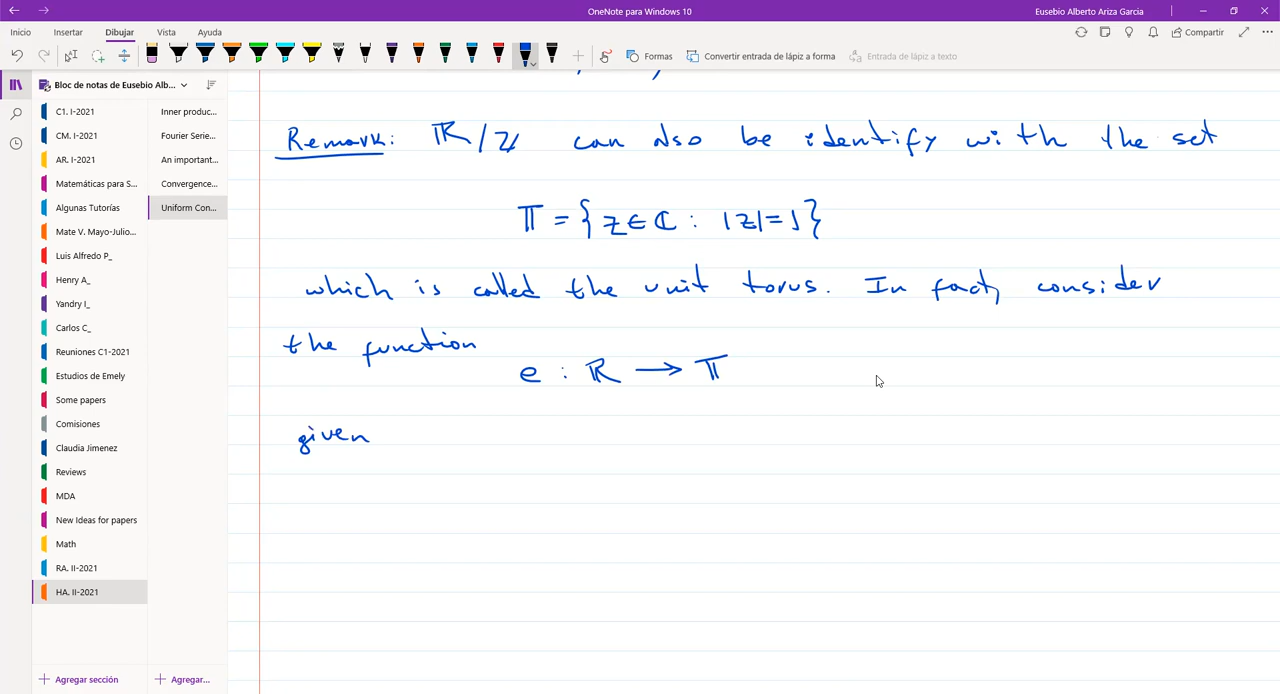 OneNote para Windows 10
Eusebio Alberto Ariza Garcia
Inicio Insertar Dibujar Vista Ayuda
Compartir
Formas
Convertir entrada de lápiz a forma
Entrada de lápiz a texto
Bloc de notas de Eusebio Alb...
C1. I-2021
CM. I-2021
AR. I-2021
Matemáticas para S...
Algunas Tutorías
Mate V. Mayo-Julio...
Luis Alfredo P_
Henry A_
Yandry I_
Carlos C_
Reuniones C1-2021
Estudios de Emely
Some papers
Comisiones
Claudia Jimenez
Reviews
MDA
New Ideas for papers
Math
RA. II-2021
HA. II-2021
Agregar sección
Inner produc...
Fourier Serie...
An important...
Convergence...
Uniform Con...
Agregar...
Remark: ℝ/ℤ can also be identify with the set
𝕋 = { z ∈ ℂ : |z| = 1 }
which is called the unit torus. In fact, consider
the function
e : ℝ → 𝕋
given